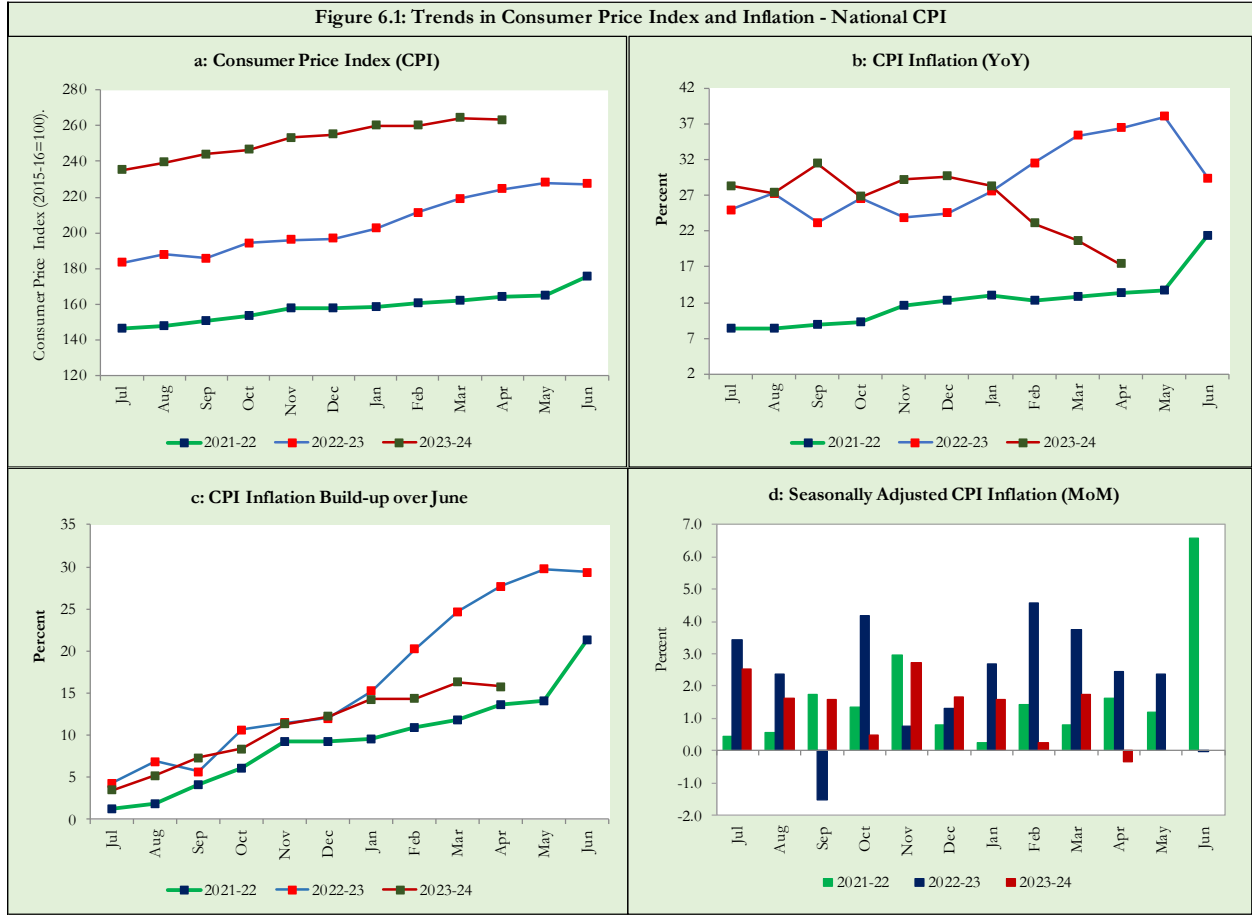 Figure 6.1: Trends in Consumer Price Index and Inflation - National CPI
a: Consumer Price Index (CPI)
Consumer Price Index (2015-16=100).
280
260
240
220
200
180
160
140
120
Jul
Aug
Sep
Oct
Nov
Dec
Jan
Feb
Mar
Apr
May
Jun
2021-22
2022-23
2023-24
b: CPI Inflation (YoY)
Percent
42
37
32
27
22
17
12
7
2
Jul
Aug
Sep
Oct
Nov
Dec
Jan
Feb
Mar
Apr
May
Jun
2021-22
2022-23
2023-24
c: CPI Inflation Build-up over June
Percent
35
30
25
20
15
10
5
0
Jul
Aug
Sep
Oct
Nov
Dec
Jan
Feb
Mar
Apr
May
Jun
2021-22
2022-23
2023-24
d: Seasonally Adjusted CPI Inflation (MoM)
Percent
7.0
6.0
5.0
4.0
3.0
2.0
1.0
0.0
-1.0
-2.0
Jul
Aug
Sep
Oct
Nov
Dec
Jan
Feb
Mar
Apr
May
Jun
2021-22
2022-23
2023-24